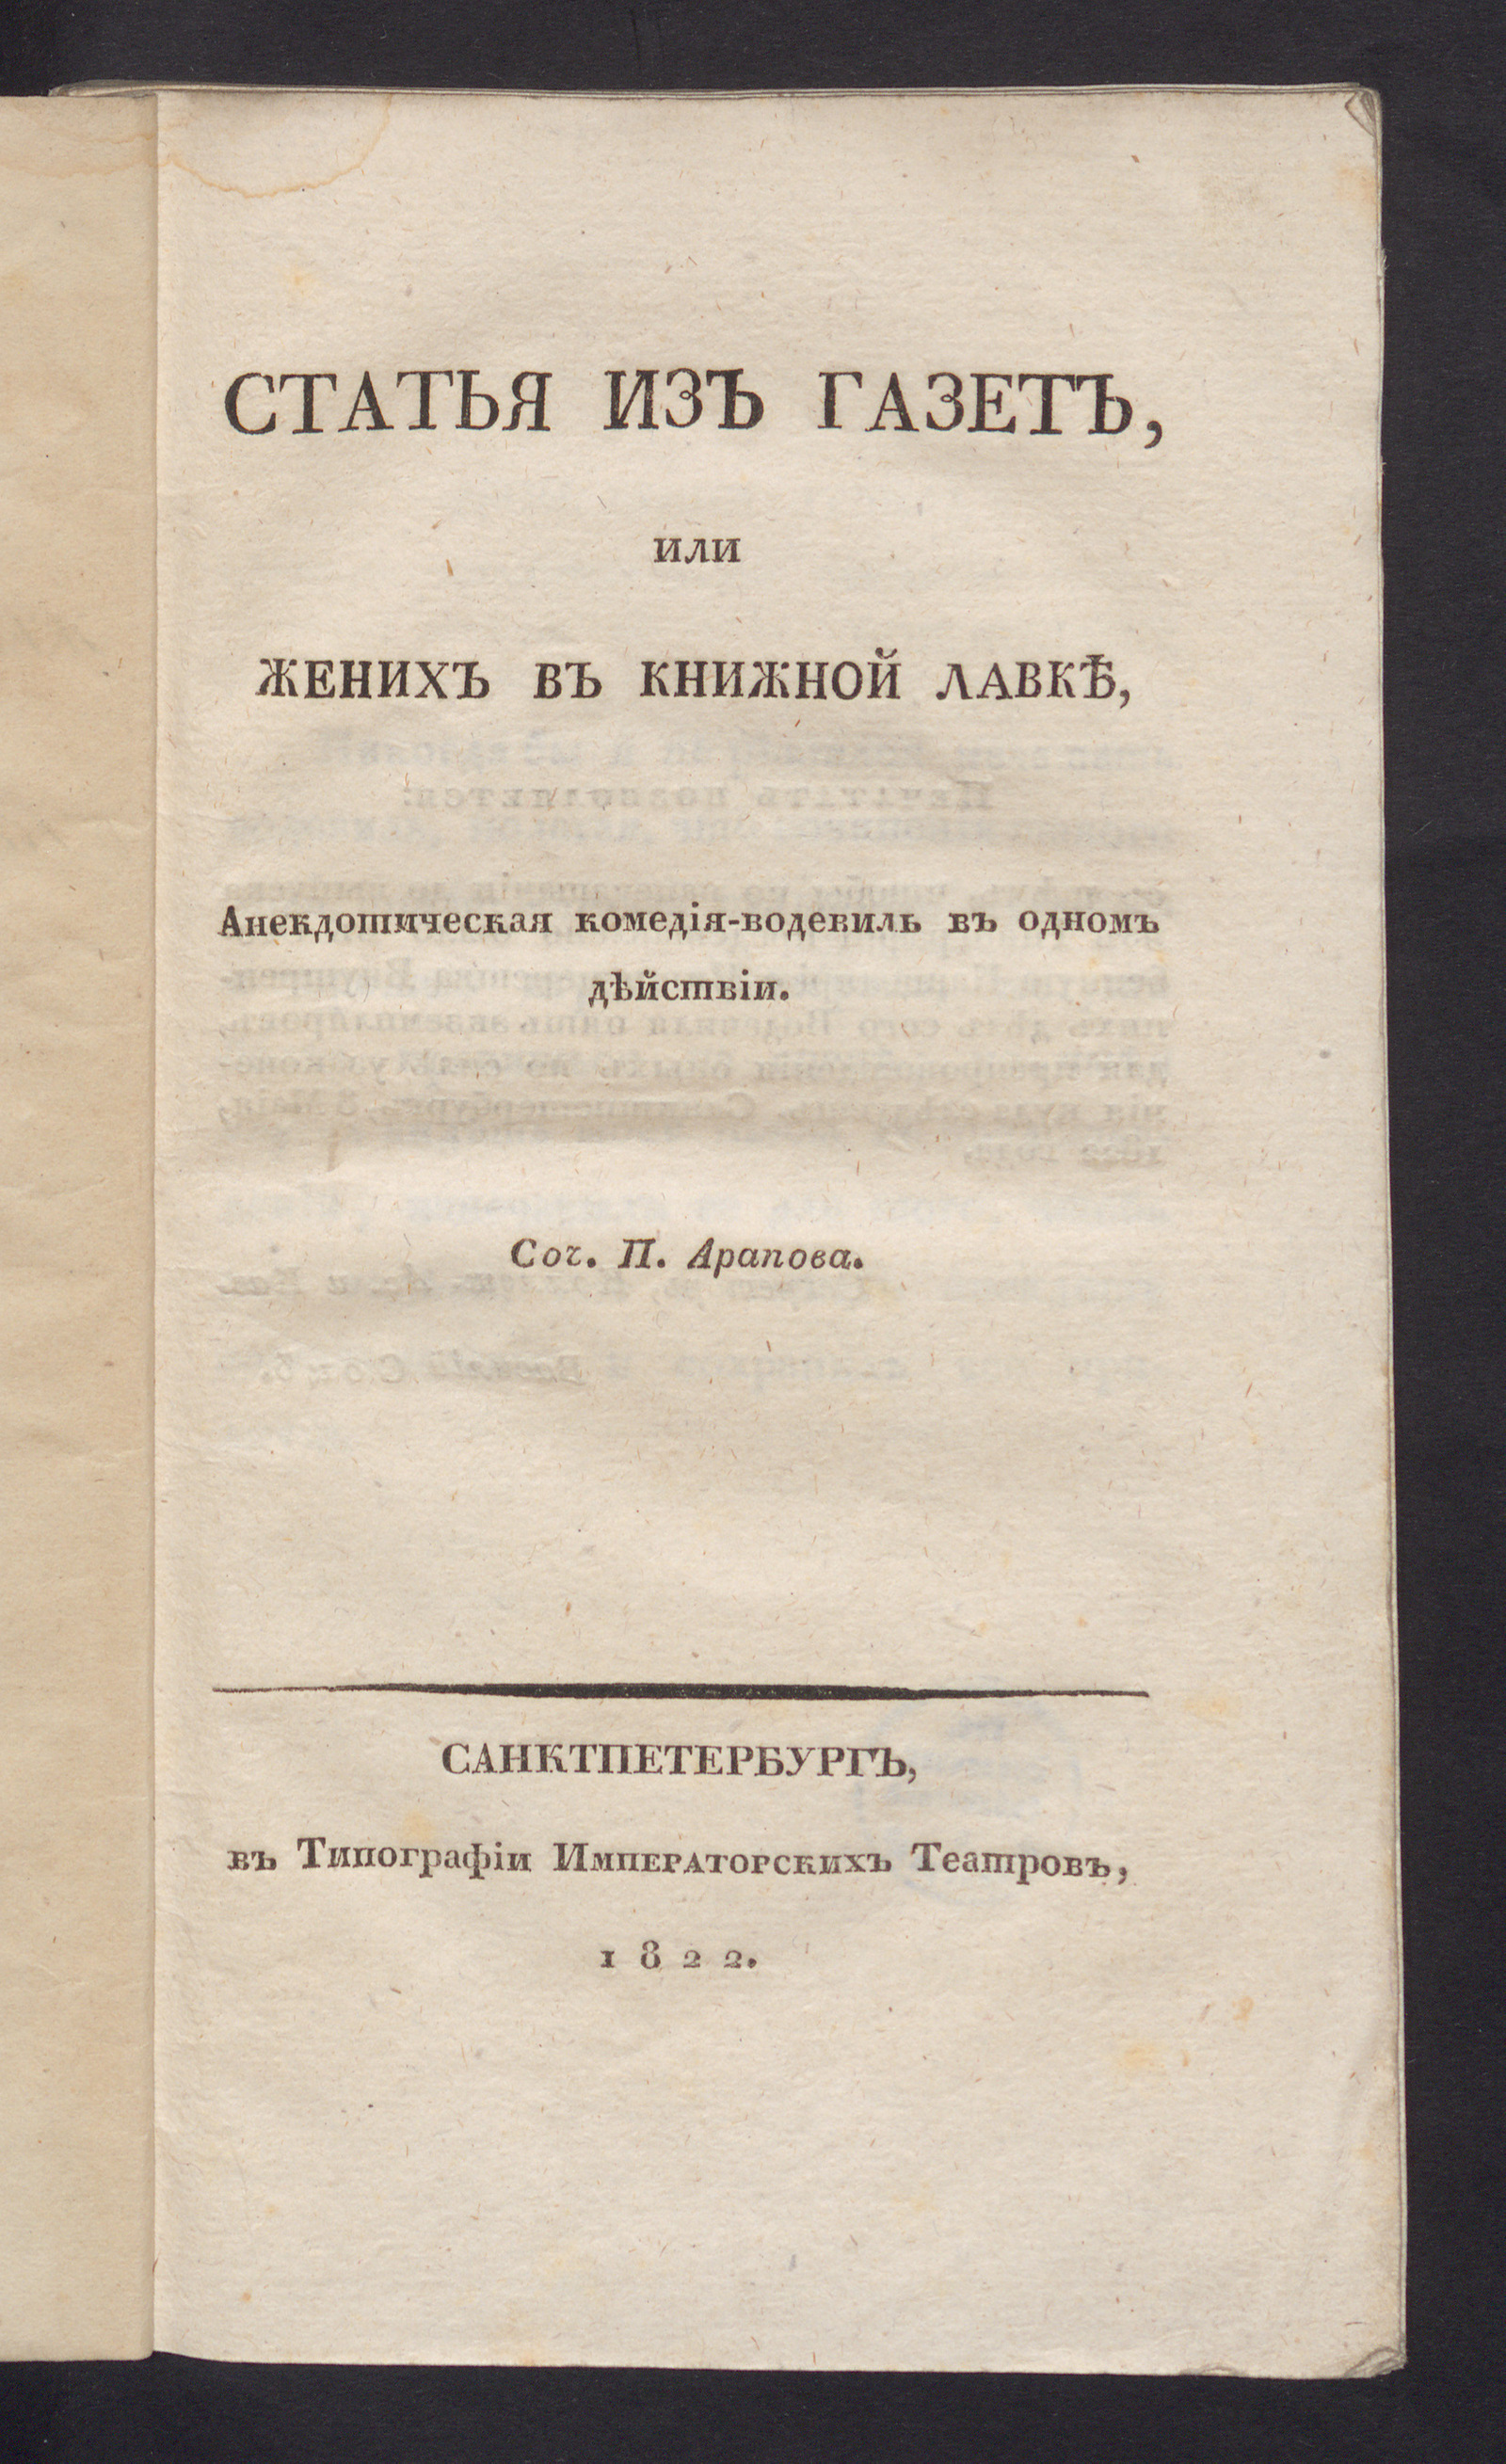 СТАТЬЯ ИЗЪ ГАЗЕТЪ,
или
ЖЕНИХЪ ВЪ КНИЖНОЙ ЛАВКѢ,
Анекдотическая комедія-водевиль въ одномъ
дѣйствіи.
Соч. П. Арапова.
САНКТПЕТЕРБУРГЪ,
въ Типографіи Императорскихъ Театровъ,
1822.